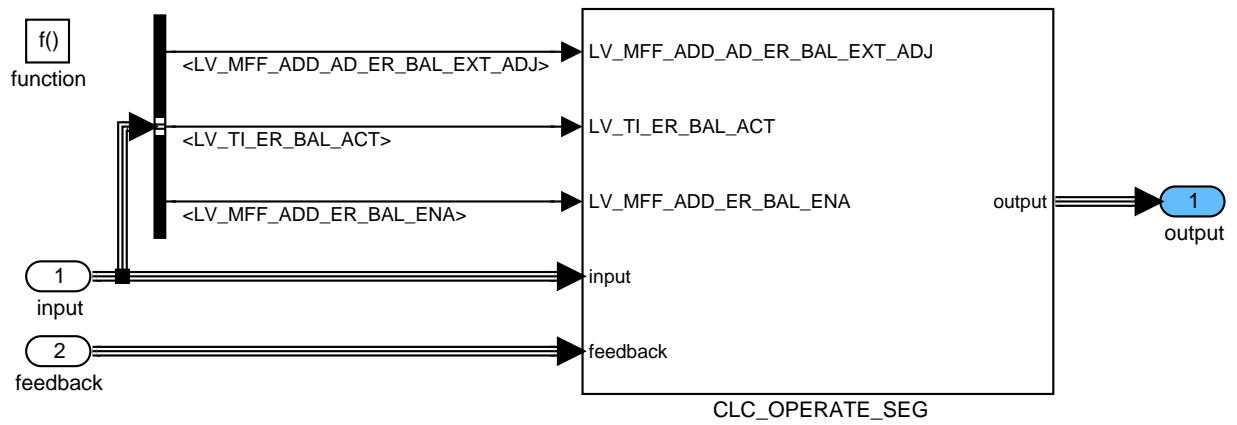 f()
function
<LV_MFF_ADD_AD_ER_BAL_EXT_ADJ>
<LV_TI_ER_BAL_ACT>
<LV_MFF_ADD_ER_BAL_ENA>
LV_MFF_ADD_AD_ER_BAL_EXT_ADJ
LV_TI_ER_BAL_ACT
LV_MFF_ADD_ER_BAL_ENA
output
1
output
1
input
input
2
feedback
feedback
CLC_OPERATE_SEG